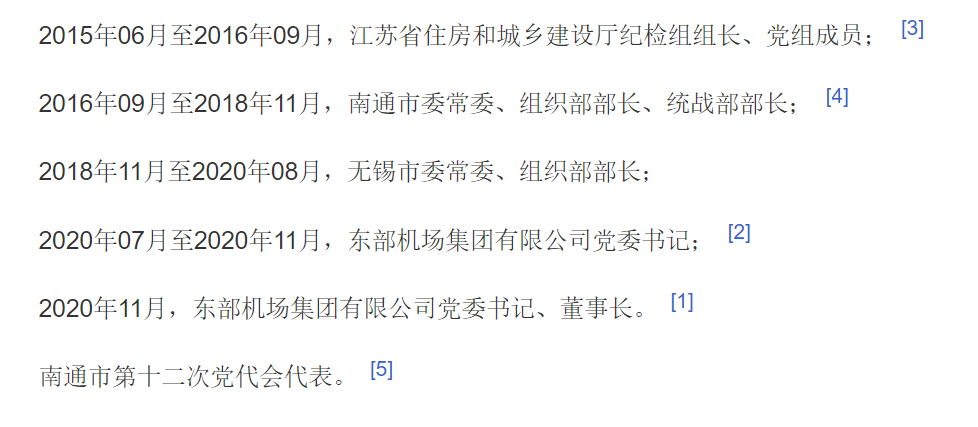 2015年06月至2016年09月，江苏省住房和城乡建设厅纪检组组长、党组成员； [3]
2016年09月至2018年11月，南通市委常委、组织部部长、统战部部长； [4]
2018年11月至2020年08月，无锡市委常委、组织部部长；
2020年07月至2020年11月，东部机场集团有限公司党委书记； [2]
2020年11月，东部机场集团有限公司党委书记、董事长。 [1]
南通市第十二次党代会代表。 [5]